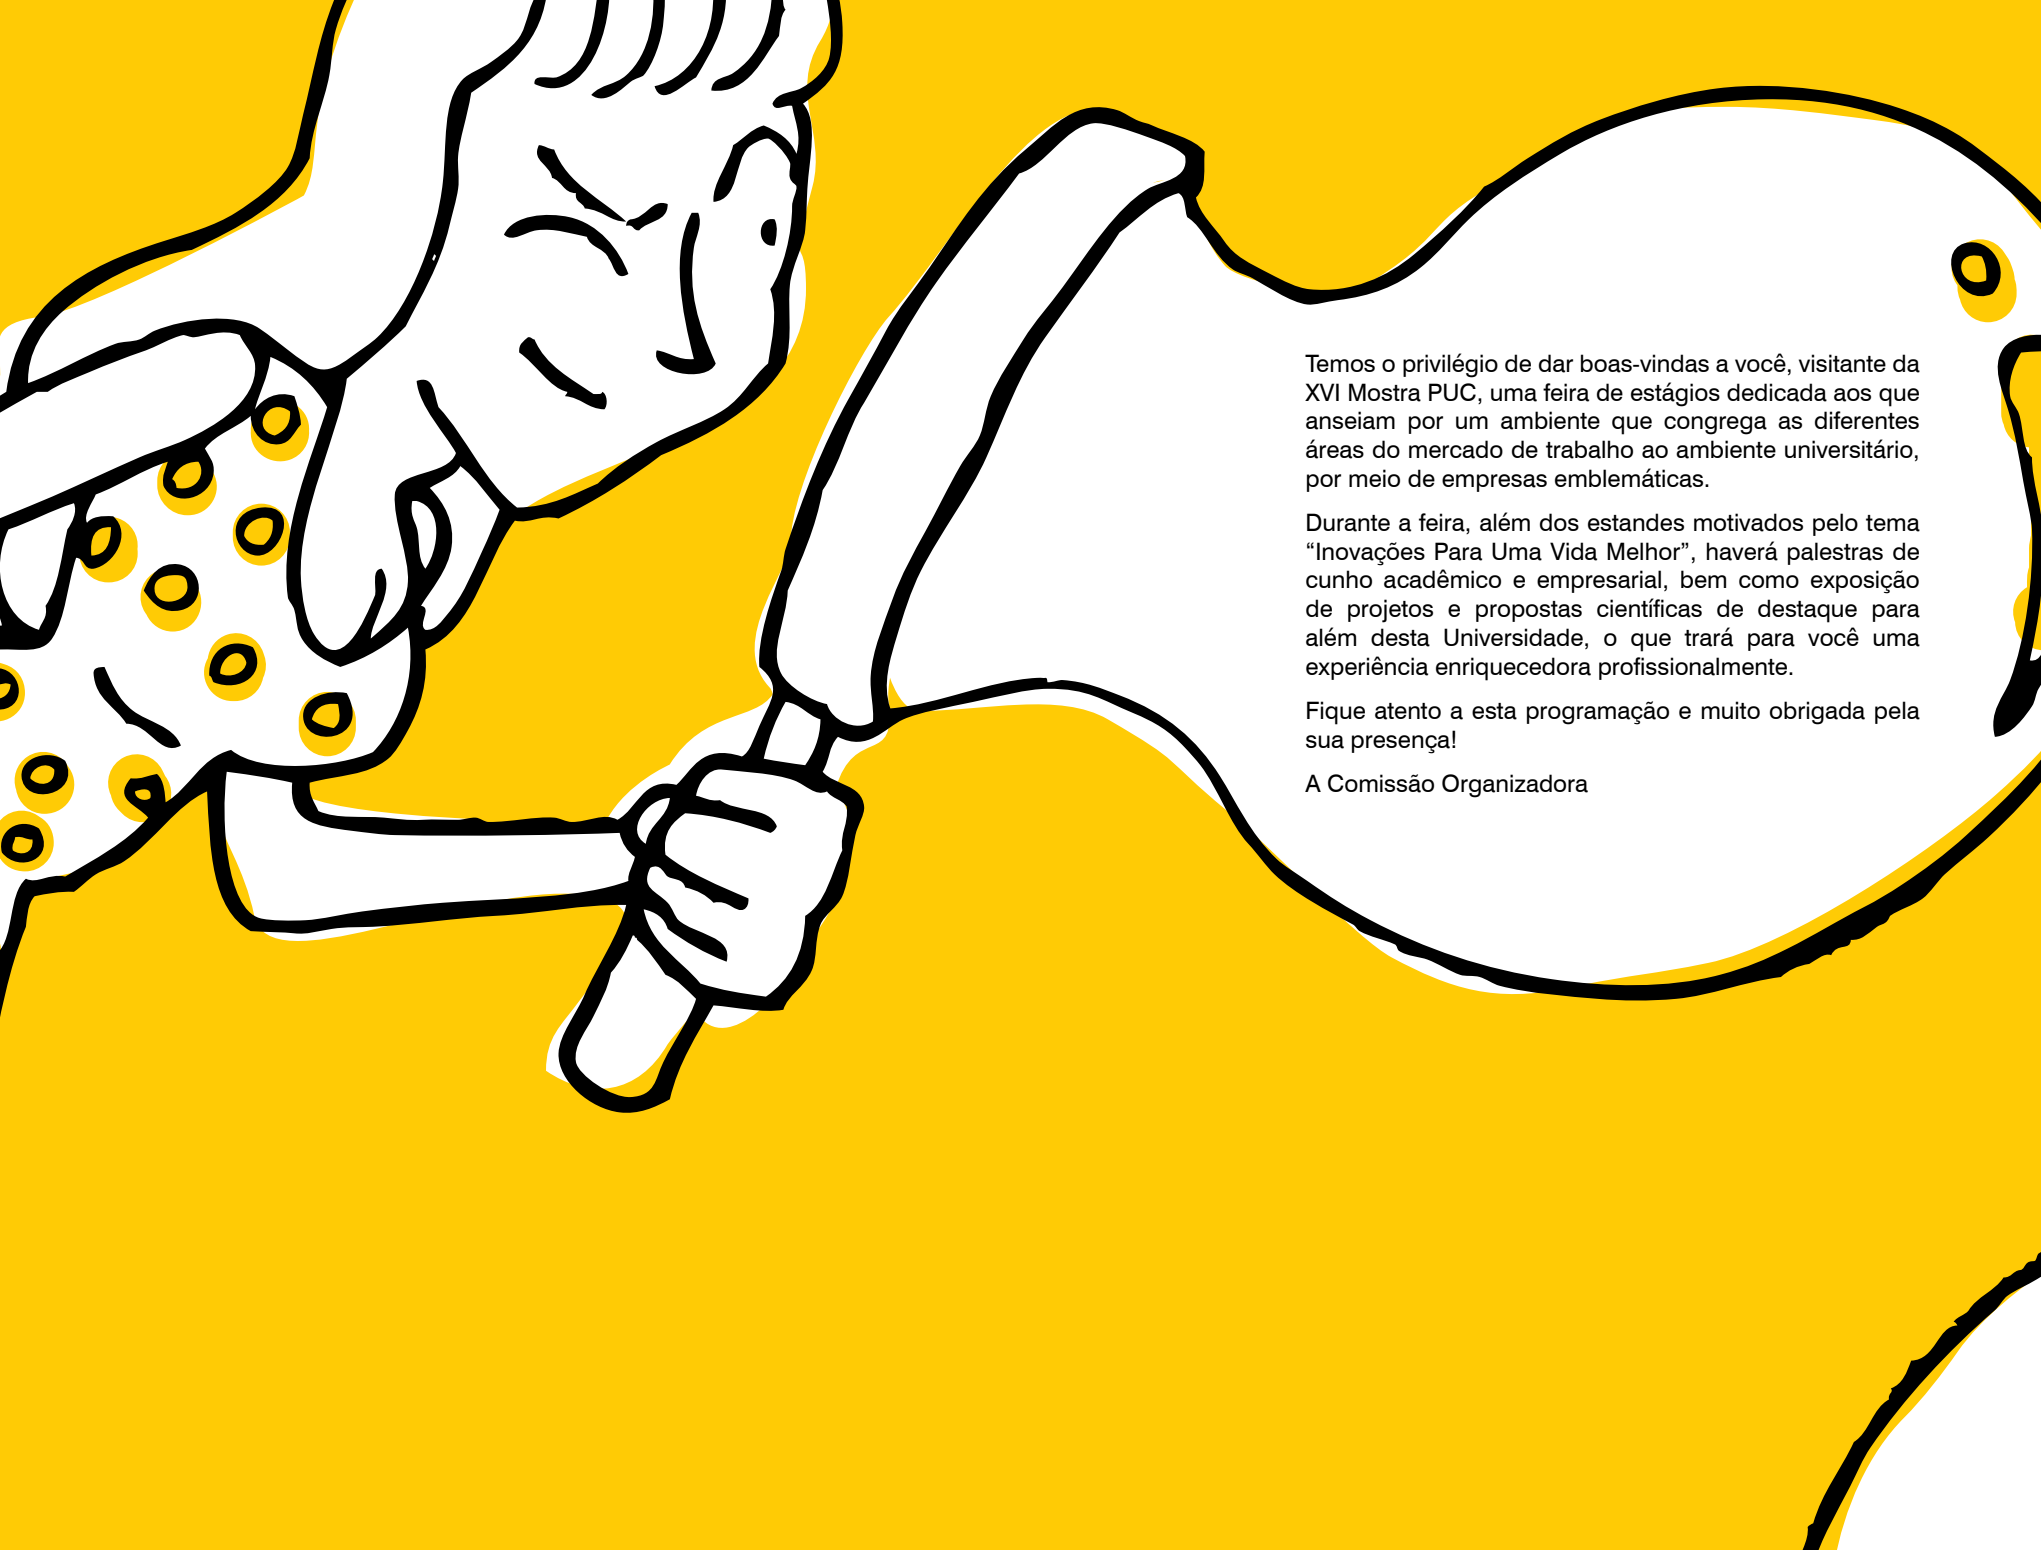 Temos o privilégio de dar boas-vindas a você, visitante da
XVI Mostra PUC, uma feira de estágios dedicada aos que
anseiam por um ambiente que congrega as diferentes
áreas do mercado de trabalho ao ambiente universitário,
por meio de empresas emblemáticas.
Durante a feira, além dos estandes motivados pelo tema
“Inovações Para Uma Vida Melhor”, haverá palestras de
cunho acadêmico e empresarial, bem como exposição
de projetos e propostas científicas de destaque para
além desta Universidade, o que trará para você uma
experiência enriquecedora profissionalmente.
Fique atento a esta programação e muito obrigada pela
sua presença!
A Comissão Organizadora